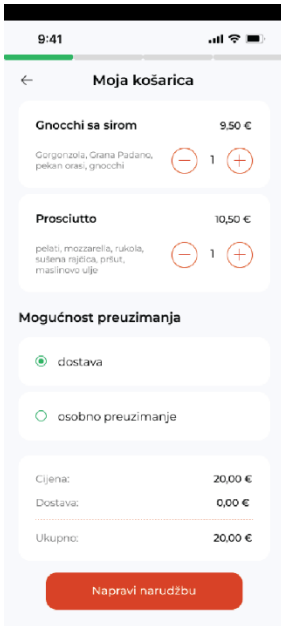 9:41
Moja košarica
Gnocchi sa sirom 9,50 €
Gorgonzola, Grana Padano,
pekan orasi, gnocchi
1
Prosciutto 10,50 €
pelati, mozzarella, rukola,
sušena rajčica, pršut,
maslinovo ulje
1
Mogućnost preuzimanja
dostava
osobno preuzimanje
Cijena: 20,00 €
Dostava: 0,00 €
Ukupno: 20,00 €
Napravi narudžbu